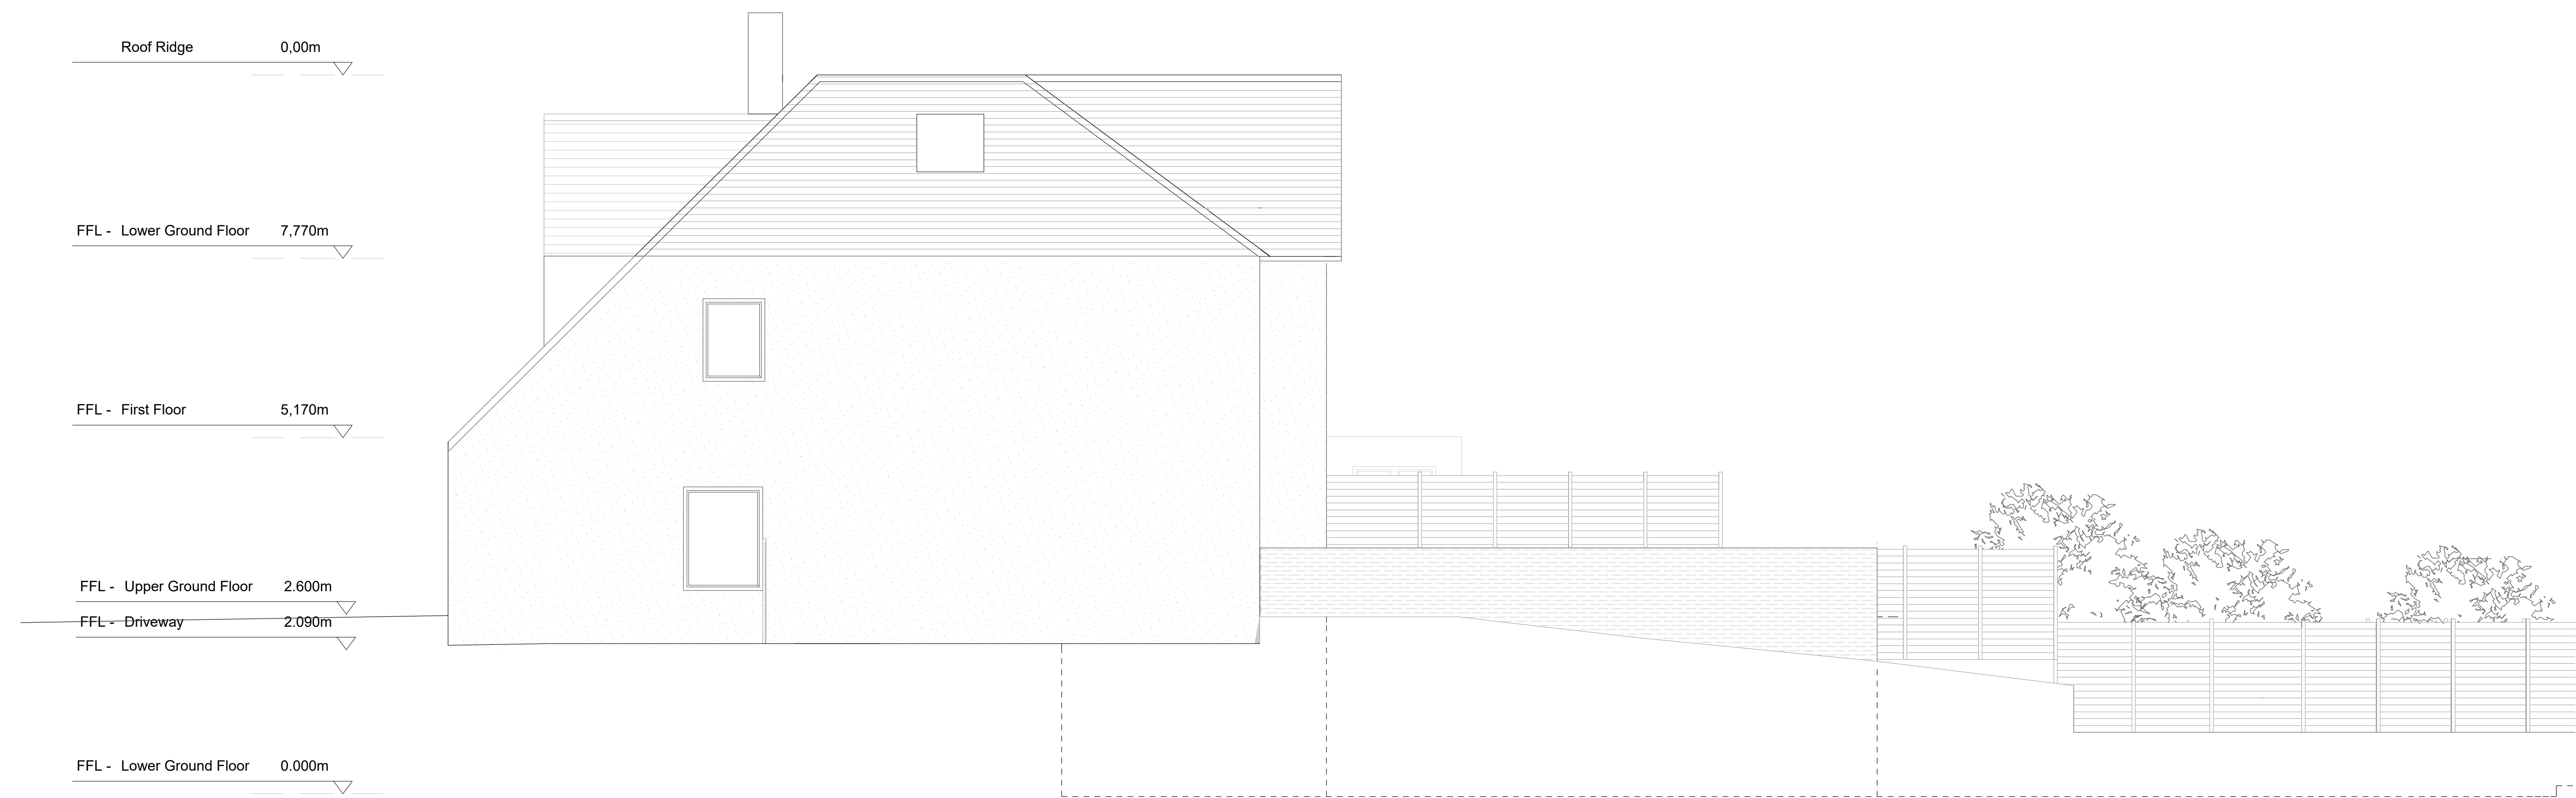 Roof Ridge 0,00m
FFL - Lower Ground Floor 7,770m
FFL - First Floor 5,170m
FFL - Upper Ground Floor 2.600m
FFL - Driveway 2.090m
FFL - Lower Ground Floor 0.000m